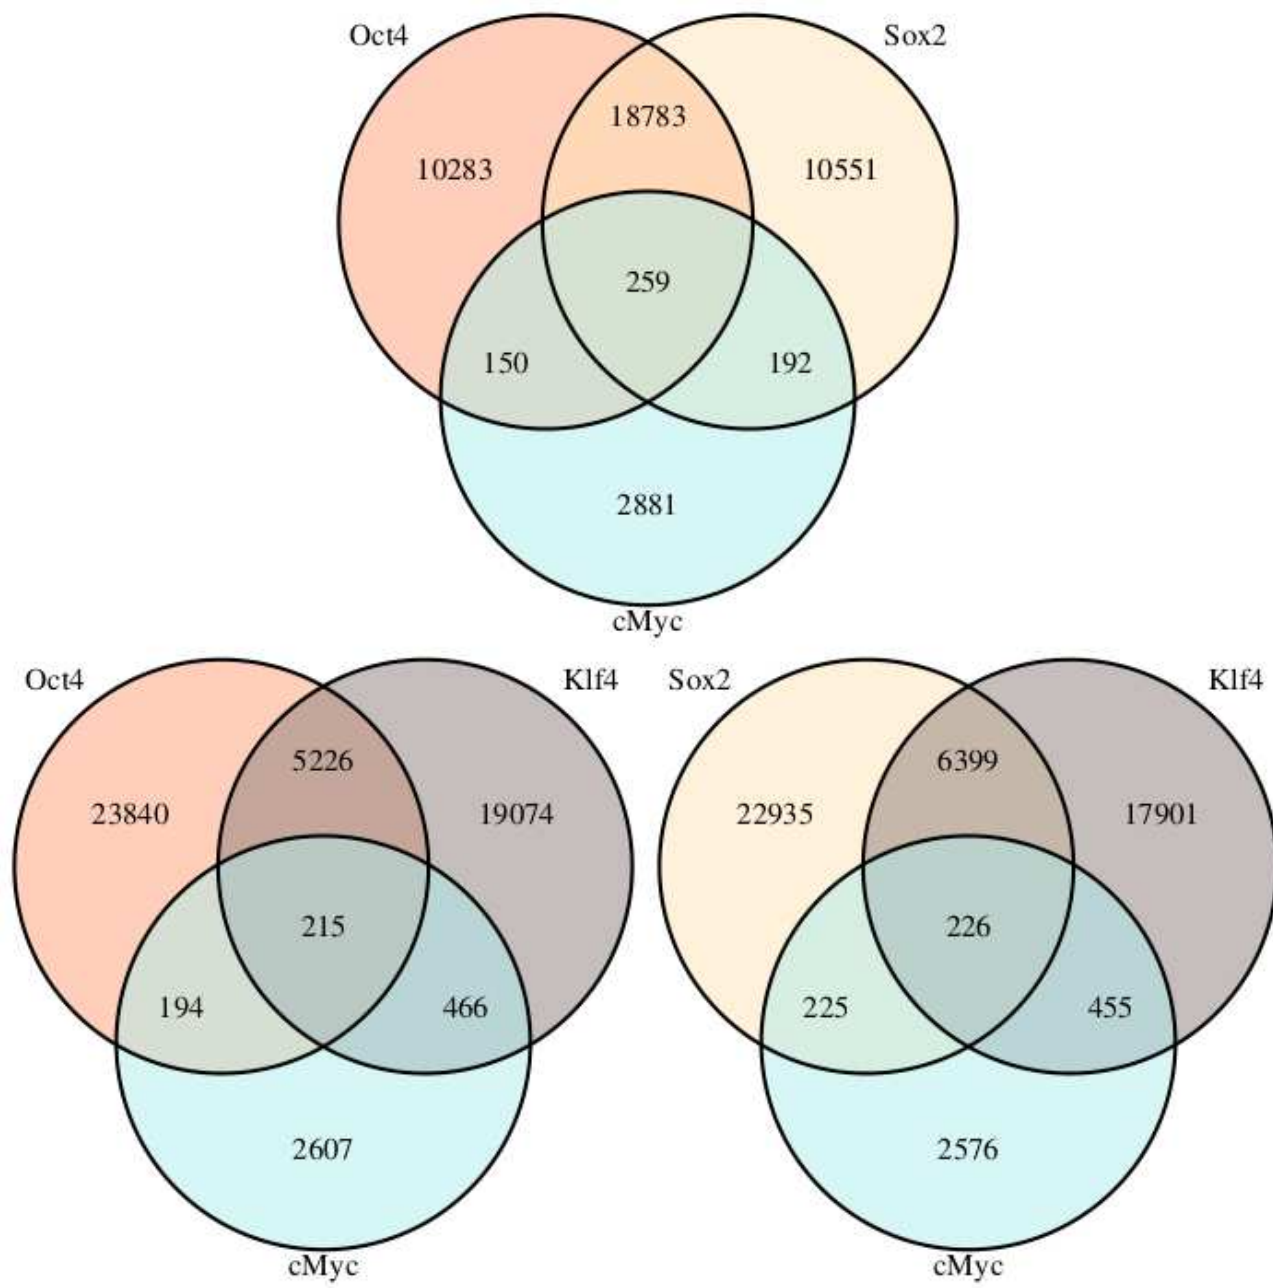 Oct4 Sox2
18783
10283 10551
259
150 192
2881
cMyc
Oct4 Klf4 Sox2 Klf4
5226 6399
23840 19074 22935 17901
215 226
194 466 225 455
2607 2576
cMyc cMyc